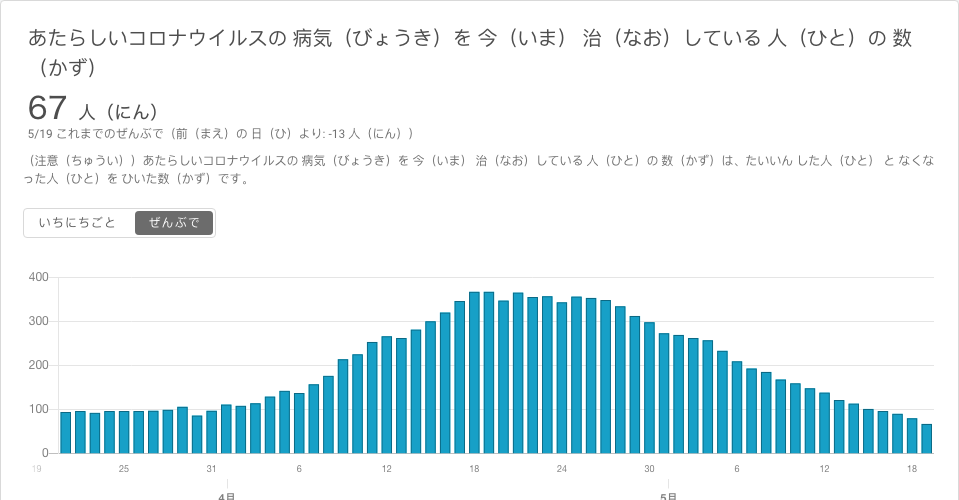 あたらしいコロナウイルスの 病気（びょうき）を 今（いま） 治（なお）している 人（ひと）の 数
（かず）
67 人（にん）
5/19 これまでのぜんぶで（前（まえ）の 日（ひ）より: -13 人（にん））
（注意（ちゅうい））あたらしいコロナウイルスの 病気（びょうき）を 今（いま） 治（なお）している 人（ひと）の 数（かず）は、たいいん した人（ひと） と なくな
った人（ひと）を ひいた数（かず）です。
いちにちごと ぜんぶで
400
300
200
100
0
19 25 31 6 12 18 24 30 6 12 18
4月 5月